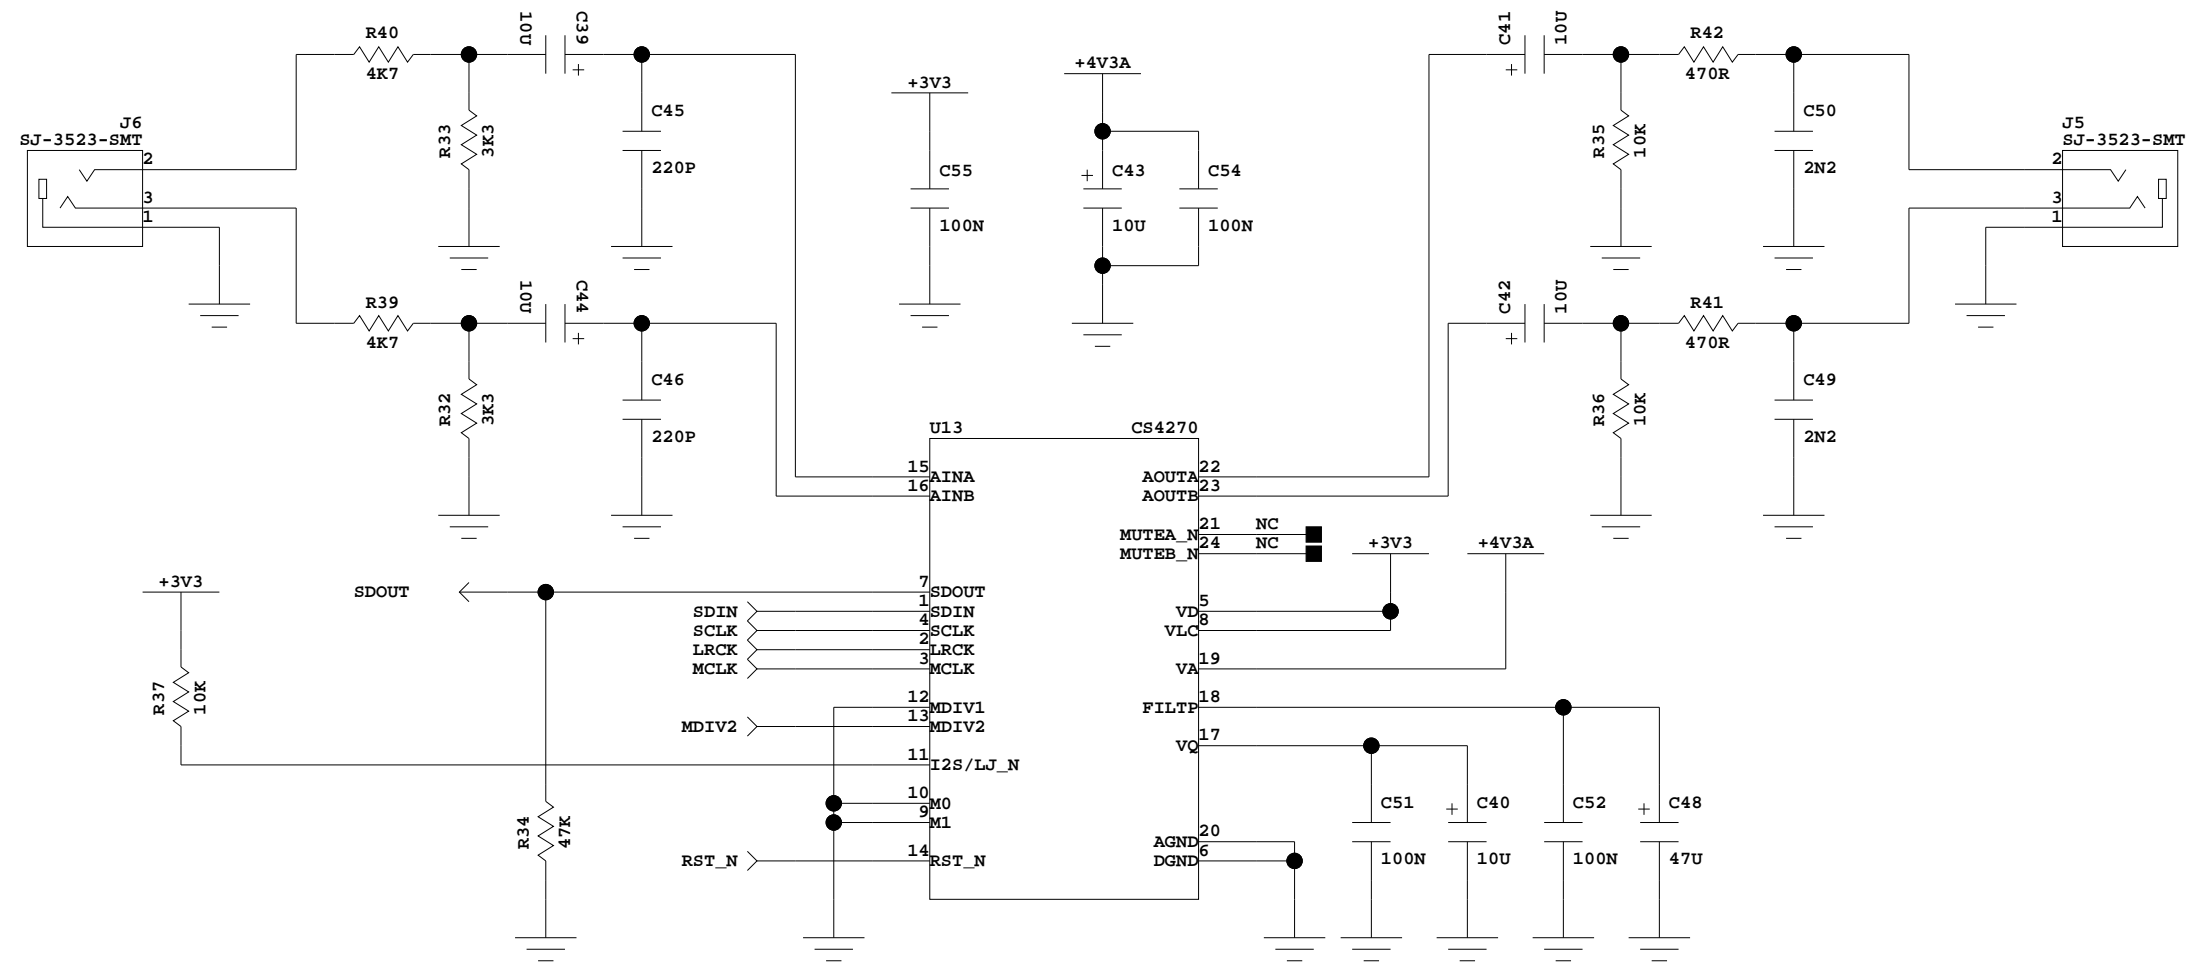 R40
4K7
10U
C39
+
C45
220P
R33
3K3
J6
SJ-3523-SMT
2
3
1
R39
4K7
10U
C44
+
C46
220P
R32
3K3
+3V3
C55
100N
+4V3A
+
C43
10U
C54
100N
C41
10U
+
R42
470R
R35
10K
C50
2N2
J5
SJ-3523-SMT
2
3
1
C42
10U
+
R41
470R
R36
10K
C49
2N2
U13
CS4270
15
AINA
16
AINB
7
SDOUT
SDOUT
SDIN
1
SDIN
SCLK
4
SCLK
LRCK
2
LRCK
MCLK
3
MCLK
12
MDIV1
MDIV2
13
MDIV2
11
I2S/LJ_N
10
M0
9
M1
RST_N
14
RST_N
+3V3
R37
10K
R34
47K
AOUTA
22
AOUTB
23
MUTEA_N
21
NC
MUTEB_N
24
NC
+3V3
+4V3A
VD
5
VLC
8
VA
19
FILTP
18
VQ
17
AGND
20
DGND
6
C51
100N
+
C40
10U
C52
100N
+
C48
47U